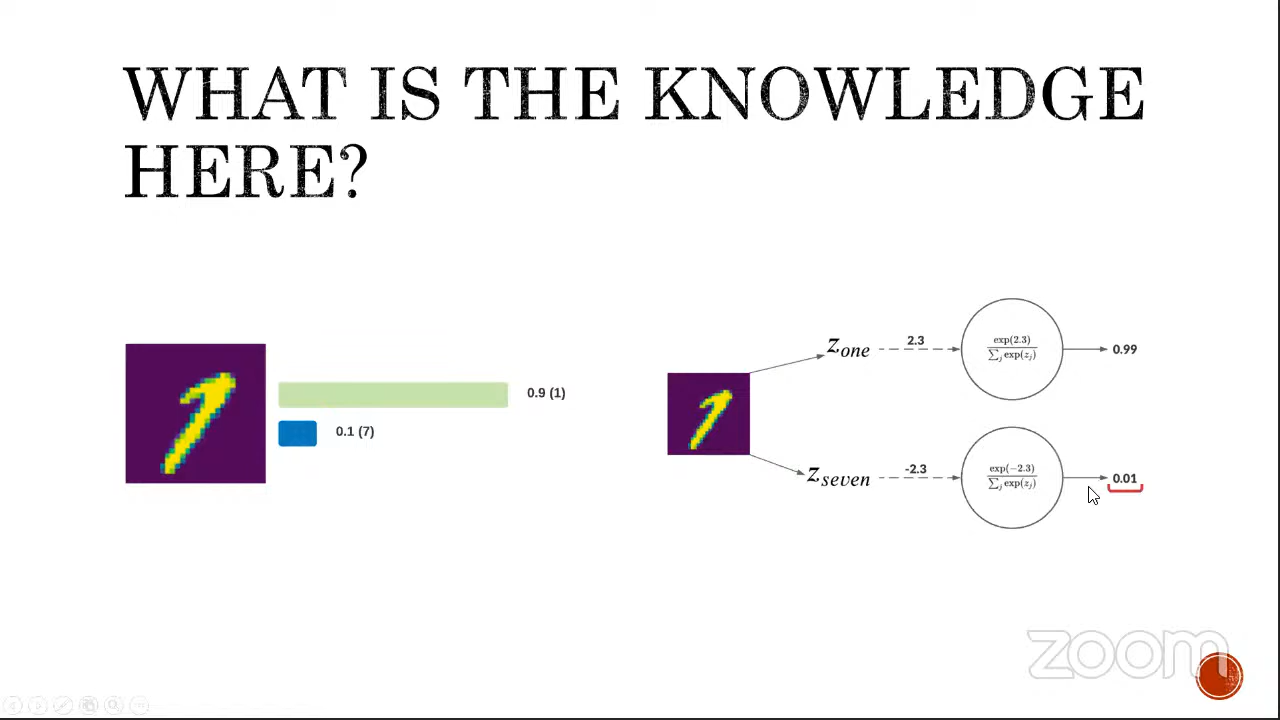 WHAT IS THE KNOWLEDGE
HERE?
0.9 (1)
0.1 (7)
z_one
2.3
exp(2.3)
∑_j exp(z_j)
0.99
z_seven
-2.3
exp(−2.3)
∑_j exp(z_j)
0.01
zoom